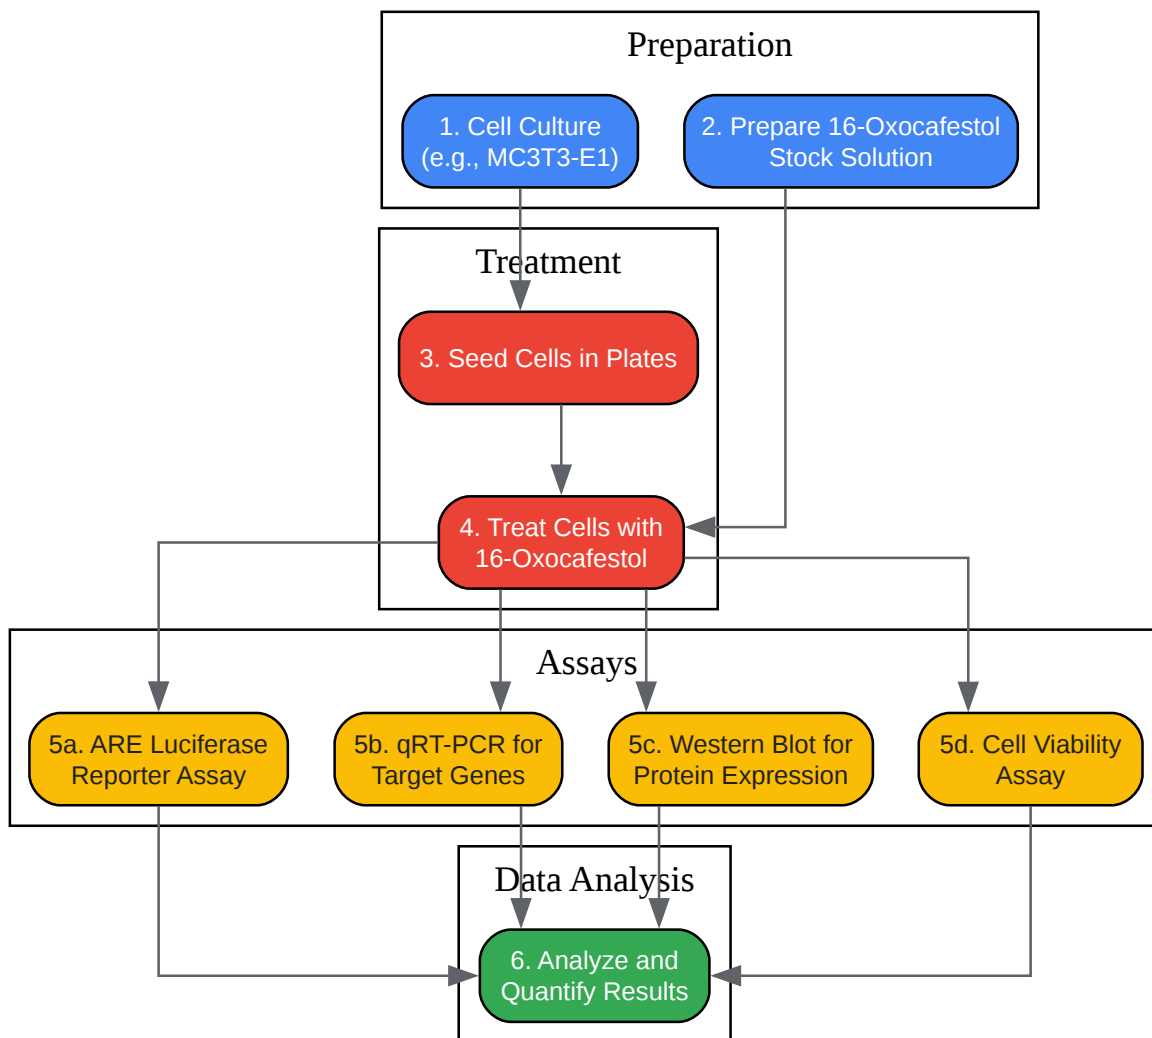 Preparation
1. Cell Culture
(e.g., MC3T3-E1)
2. Prepare 16-Oxocafestol
Stock Solution
Treatment
3. Seed Cells in Plates
4. Treat Cells with
16-Oxocafestol
Assays
5a. ARE Luciferase
Reporter Assay
5b. qRT-PCR for
Target Genes
5c. Western Blot for
Protein Expression
5d. Cell Viability
Assay
Data Analysis
6. Analyze and
Quantify Results